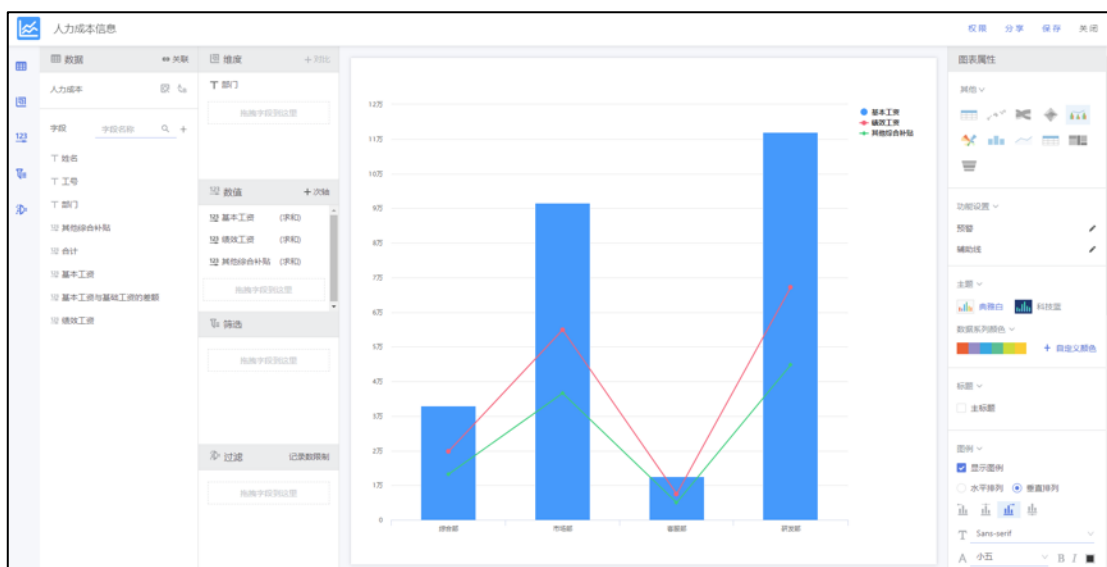 人力成本信息
权限 分享 保存 关闭
数据 关联
人力成本
字段 字段名称 +
T 姓名
T 工号
T 部门
其他综合补贴
合计
基本工资
基本工资与基础工资的差额
绩效工资
维度 + 对比
T 部门
拖拽字段到这里
数值 + 次轴
基本工资 (求和)
绩效工资 (求和)
其他综合补贴 (求和)
拖拽字段到这里
筛选
拖拽字段到这里
过滤 记录数限制
拖拽字段到这里
12万
11万
10万
9万
8万
7万
6万
5万
4万
3万
2万
1万
0
综合部 市场部 客服部 研发部
基本工资
绩效工资
其他综合补贴
图表属性
其他
功能设置
预警
辅助线
主题
典雅白 科技蓝
数据系列颜色
+ 自定义颜色
标题
主标题
图例
显示图例
水平排列 垂直排列
T Sans-serif
A 小五 B I
123